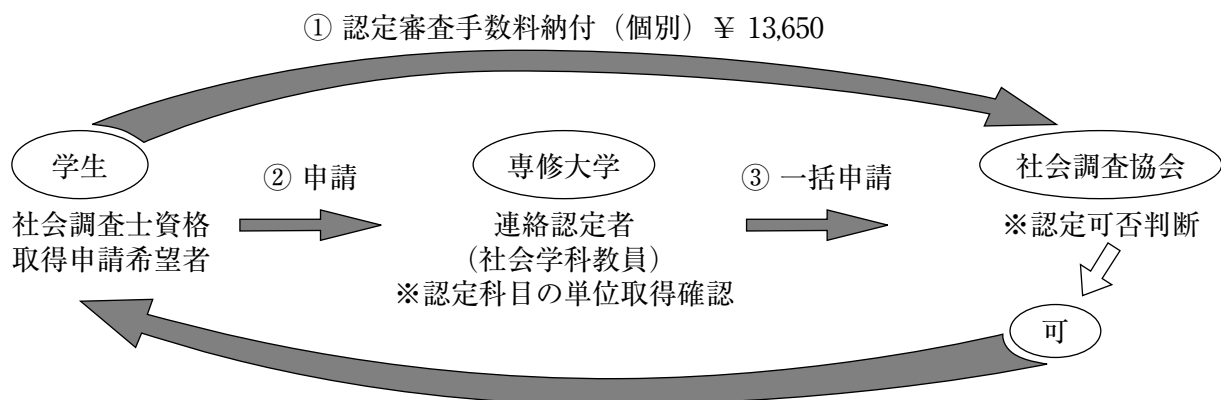 ① 認定審査手数料納付（個別）¥ 13,650
学生
② 申請
専修大学
③ 一括申請
社会調査協会
社会調査士資格
取得申請希望者
連絡認定者
（社会学科教員）
※認定科目の単位取得確認
※認定可否判断
可